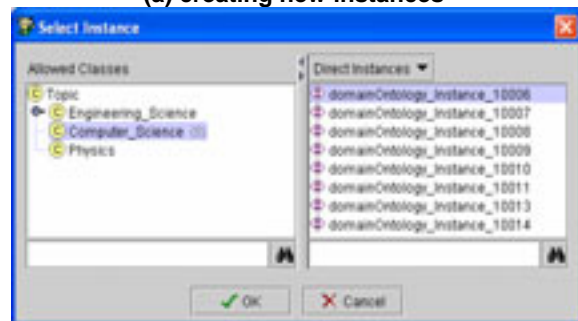 (a) creating new instances
Select Instance
Allowed Classes
Topic
Engineering_Science
Computer_Science
Physics
Direct Instances
domainOntology_Instance_10006
domainOntology_Instance_10007
domainOntology_Instance_10008
domainOntology_Instance_10009
domainOntology_Instance_10010
domainOntology_Instance_10011
domainOntology_Instance_10013
domainOntology_Instance_10014
OK
Cancel